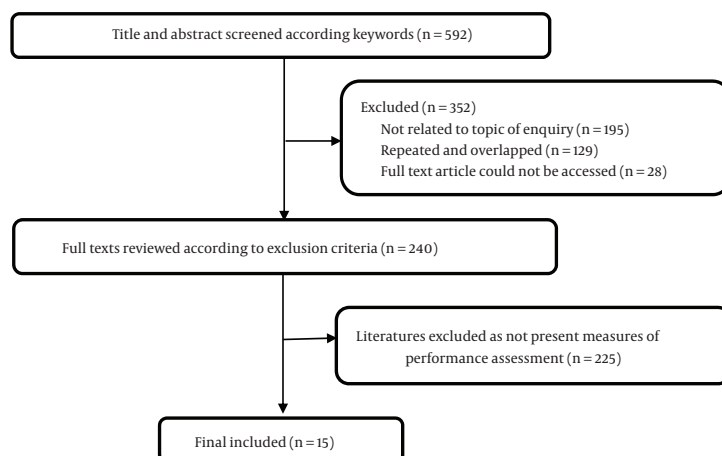 Title and abstract screened according keywords (n = 592)
Excluded (n = 352)
Not related to topic of enquiry (n = 195)
Repeated and overlapped (n = 129)
Full text article could not be accessed (n = 28)
Full texts reviewed according to exclusion criteria (n = 240)
Literatures excluded as not present measures of
performance assessment (n = 225)
Final included (n = 15)